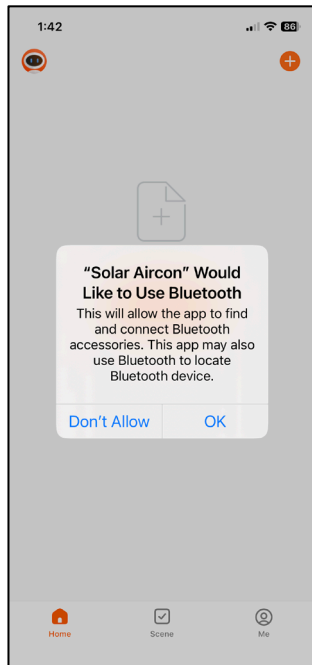 1:42
86
"Solar Aircon" Would
Like to Use Bluetooth
This will allow the app to find
and connect Bluetooth
accessories. This app may also
use Bluetooth to locate
Bluetooth device.
Don't Allow OK
Home Scene Me